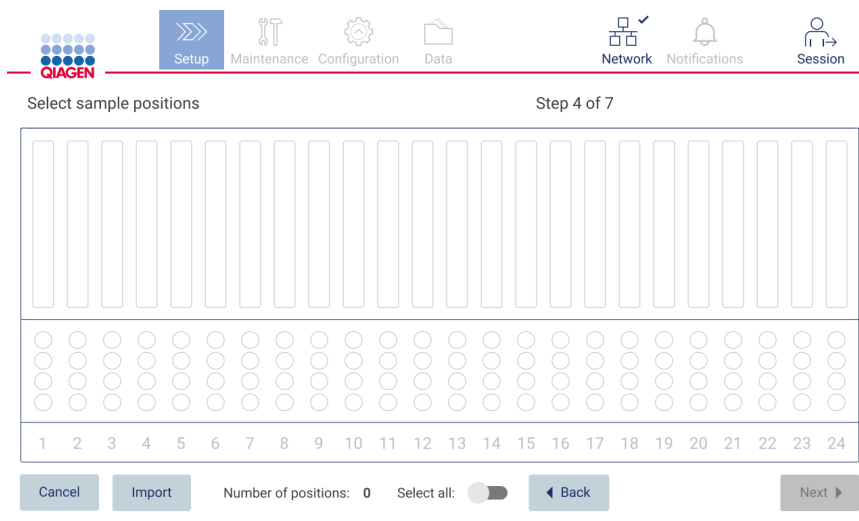 QIAGEN
Setup
Maintenance
Configuration
Data
Network
Notifications
Session
Select sample positions
Step 4 of 7
1 2 3 4 5 6 7 8 9 10 11 12 13 14 15 16 17 18 19 20 21 22 23 24
Cancel
Import
Number of positions: 0
Select all:
Back
Next